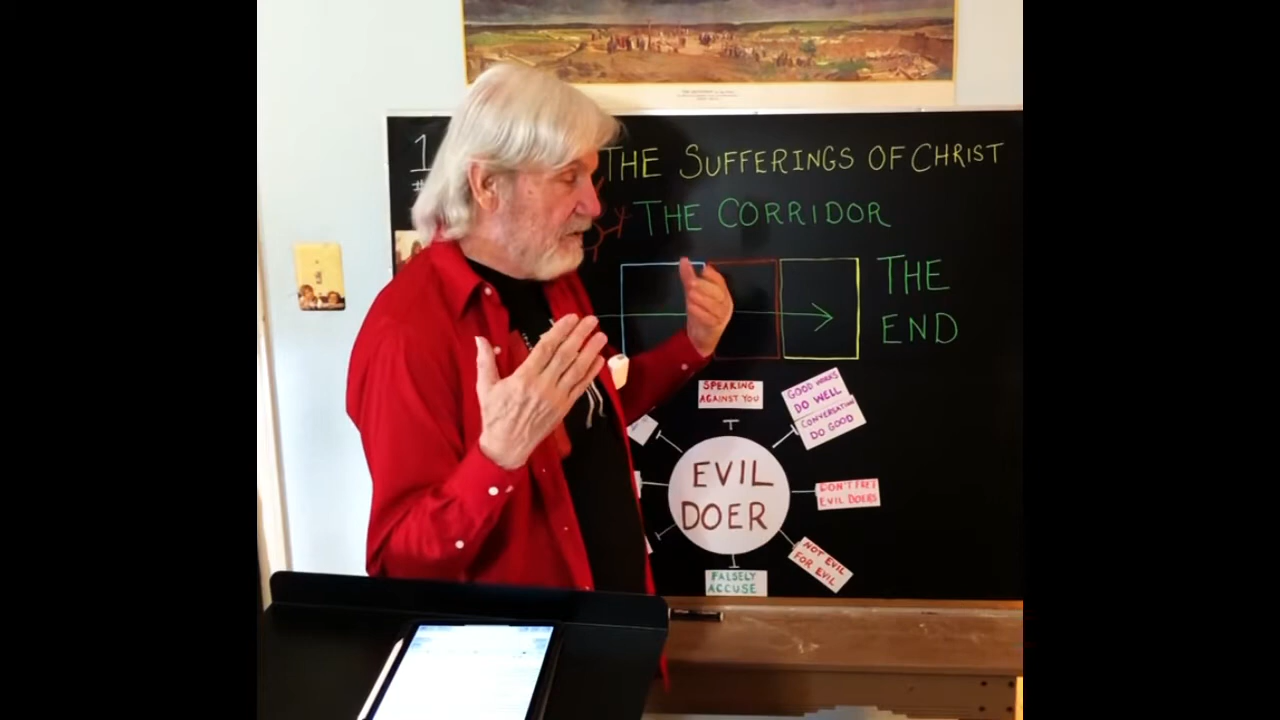 1
#
THE SUFFERINGS OF CHRIST
THE CORRIDOR
THE
END
SPEAKING
AGAINST YOU
GOOD WORKS
DO WELL
CONVERSATION
DO GOOD
EVIL
DOER
DON'T FRET
EVIL DOERS
NOT EVIL
FOR EVIL
FALSELY
ACCUSE